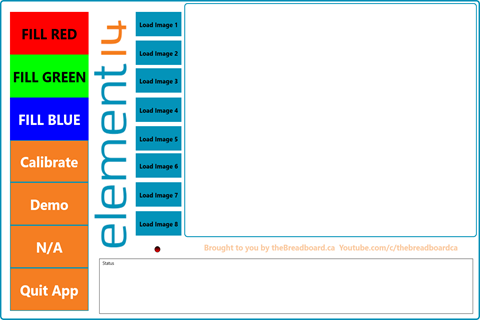 FILL RED
FILL GREEN
FILL BLUE
Calibrate
Demo
N/A
Quit App
element14
Load Image 1
Load Image 2
Load Image 3
Load Image 4
Load Image 5
Load Image 6
Load Image 7
Load Image 8
Brought to you by theBreadboard.ca Youtube.com/c/thebreadboardca
Status